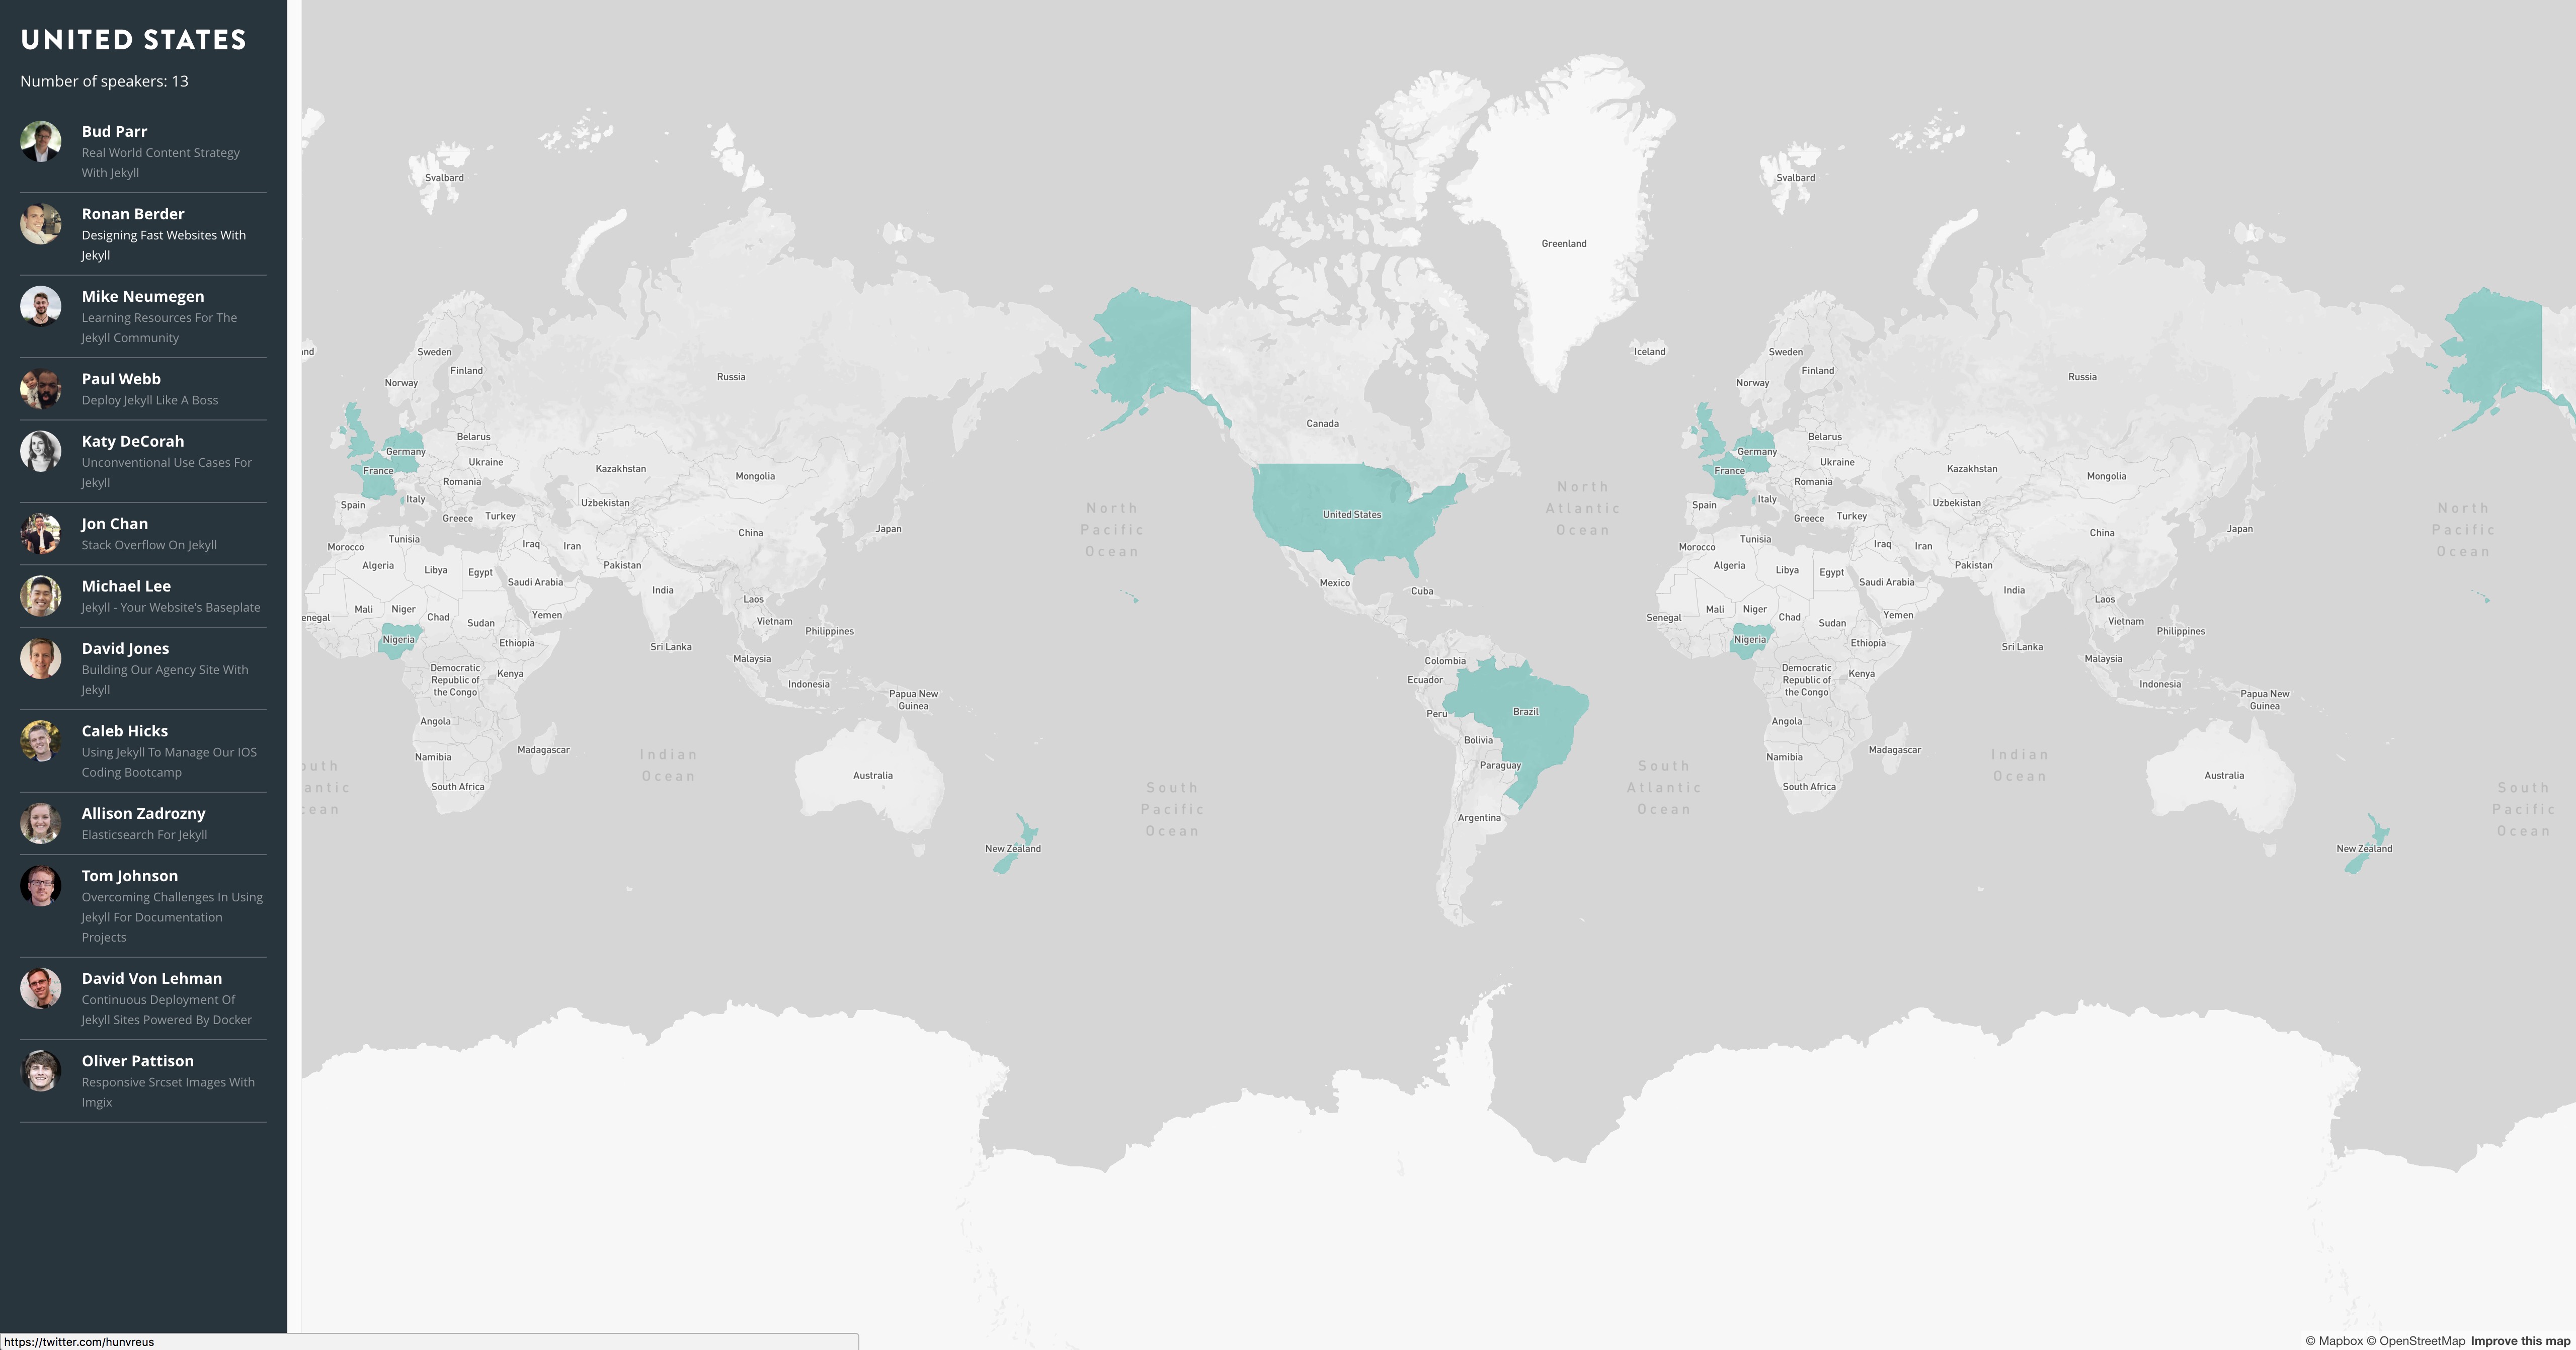 UNITED STATES
Number of speakers: 13
Bud Parr
Real World Content Strategy
With Jekyll
Ronan Berder
Designing Fast Websites With
Jekyll
Mike Neumegen
Learning Resources For The
Jekyll Community
Paul Webb
Deploy Jekyll Like A Boss
Katy DeCorah
Unconventional Use Cases For
Jekyll
Jon Chan
Stack Overflow On Jekyll
Michael Lee
Jekyll - Your Website's Baseplate
David Jones
Building Our Agency Site With
Jekyll
Caleb Hicks
Using Jekyll To Manage Our IOS
Coding Bootcamp
Allison Zadrozny
Elasticsearch For Jekyll
Tom Johnson
Overcoming Challenges In Using
Jekyll For Documentation
Projects
David Von Lehman
Continuous Deployment Of
Jekyll Sites Powered By Docker
Oliver Pattison
Responsive Srcset Images With
Imgix
https://twitter.com/hunvreus
Svalbard
and
Sweden
Finland
Norway
Russia
Belarus
Germany
Ukraine
France
Kazakhstan
Mongolia
Romania
Italy
Spain
Uzbekistan
Greece
Turkey
Japan
China
Tunisia
Morocco
Iraq
Iran
Algeria
Pakistan
Libya
Egypt
Saudi Arabia
India
Laos
Mali
Niger
Chad
Yemen
enegal
Sudan
Vietnam
Philippines
Nigeria
Ethiopia
Sri Lanka
Malaysia
Democratic
Republic of
the Congo
Kenya
Indonesia
Papua New
Guinea
Angola
Madagascar
Namibia
Indian
Ocean
outh
antic
cean
Australia
South Africa
New Zealand
North
Pacific
Ocean
South
Pacific
Ocean
Greenland
Iceland
Canada
United States
North
Atlantic
Ocean
Mexico
Cuba
Colombia
Ecuador
Peru
Brazil
Bolivia
Paraguay
Argentina
South
Atlantic
Ocean
Svalbard
Sweden
Finland
Norway
Russia
Belarus
Germany
Ukraine
France
Kazakhstan
Mongolia
Romania
Italy
Spain
Uzbekistan
Greece
Turkey
Japan
China
Tunisia
Morocco
Iraq
Iran
Algeria
Pakistan
Libya
Egypt
Saudi Arabia
India
Laos
Mali
Niger
Chad
Yemen
Senegal
Sudan
Vietnam
Philippines
Nigeria
Ethiopia
Sri Lanka
Malaysia
Democratic
Republic of
the Congo
Kenya
Indonesia
Papua New
Guinea
Angola
Madagascar
Namibia
Indian
Ocean
Australia
South Africa
New Zealand
North
Pacific
Ocean
South
Pacific
Ocean
© Mapbox © OpenStreetMap Improve this map